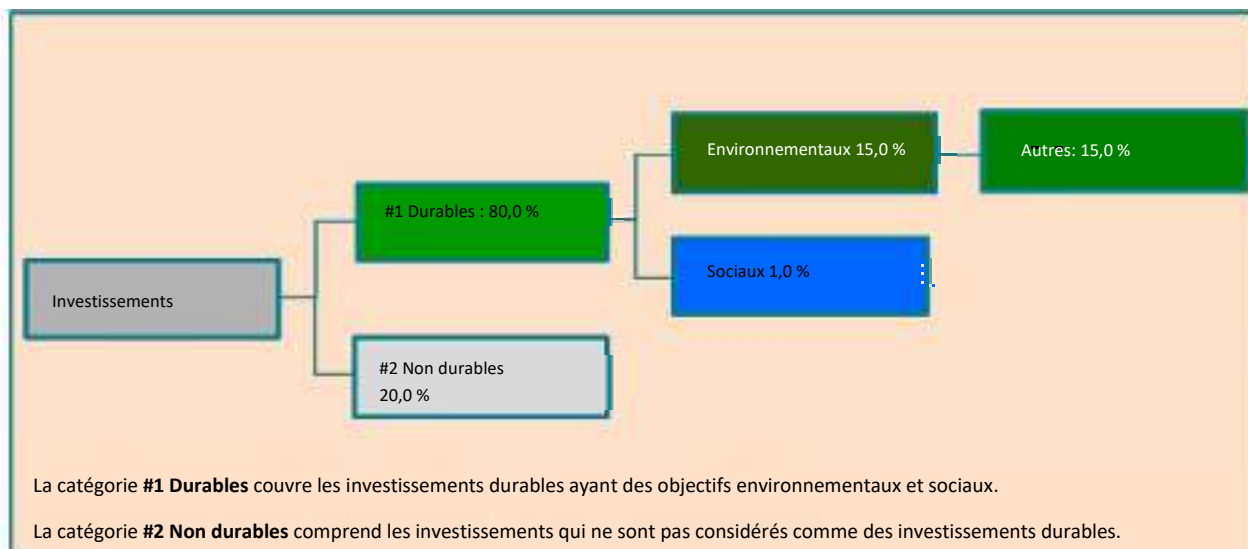 Environnementaux 15,0 %
Autres: 15,0 %
#1 Durables : 80,0 %
Sociaux 1,0 %
Investissements
#2 Non durables
20,0 %
La catégorie #1 Durables couvre les investissements durables ayant des objectifs environnementaux et sociaux.
La catégorie #2 Non durables comprend les investissements qui ne sont pas considérés comme des investissements durables.